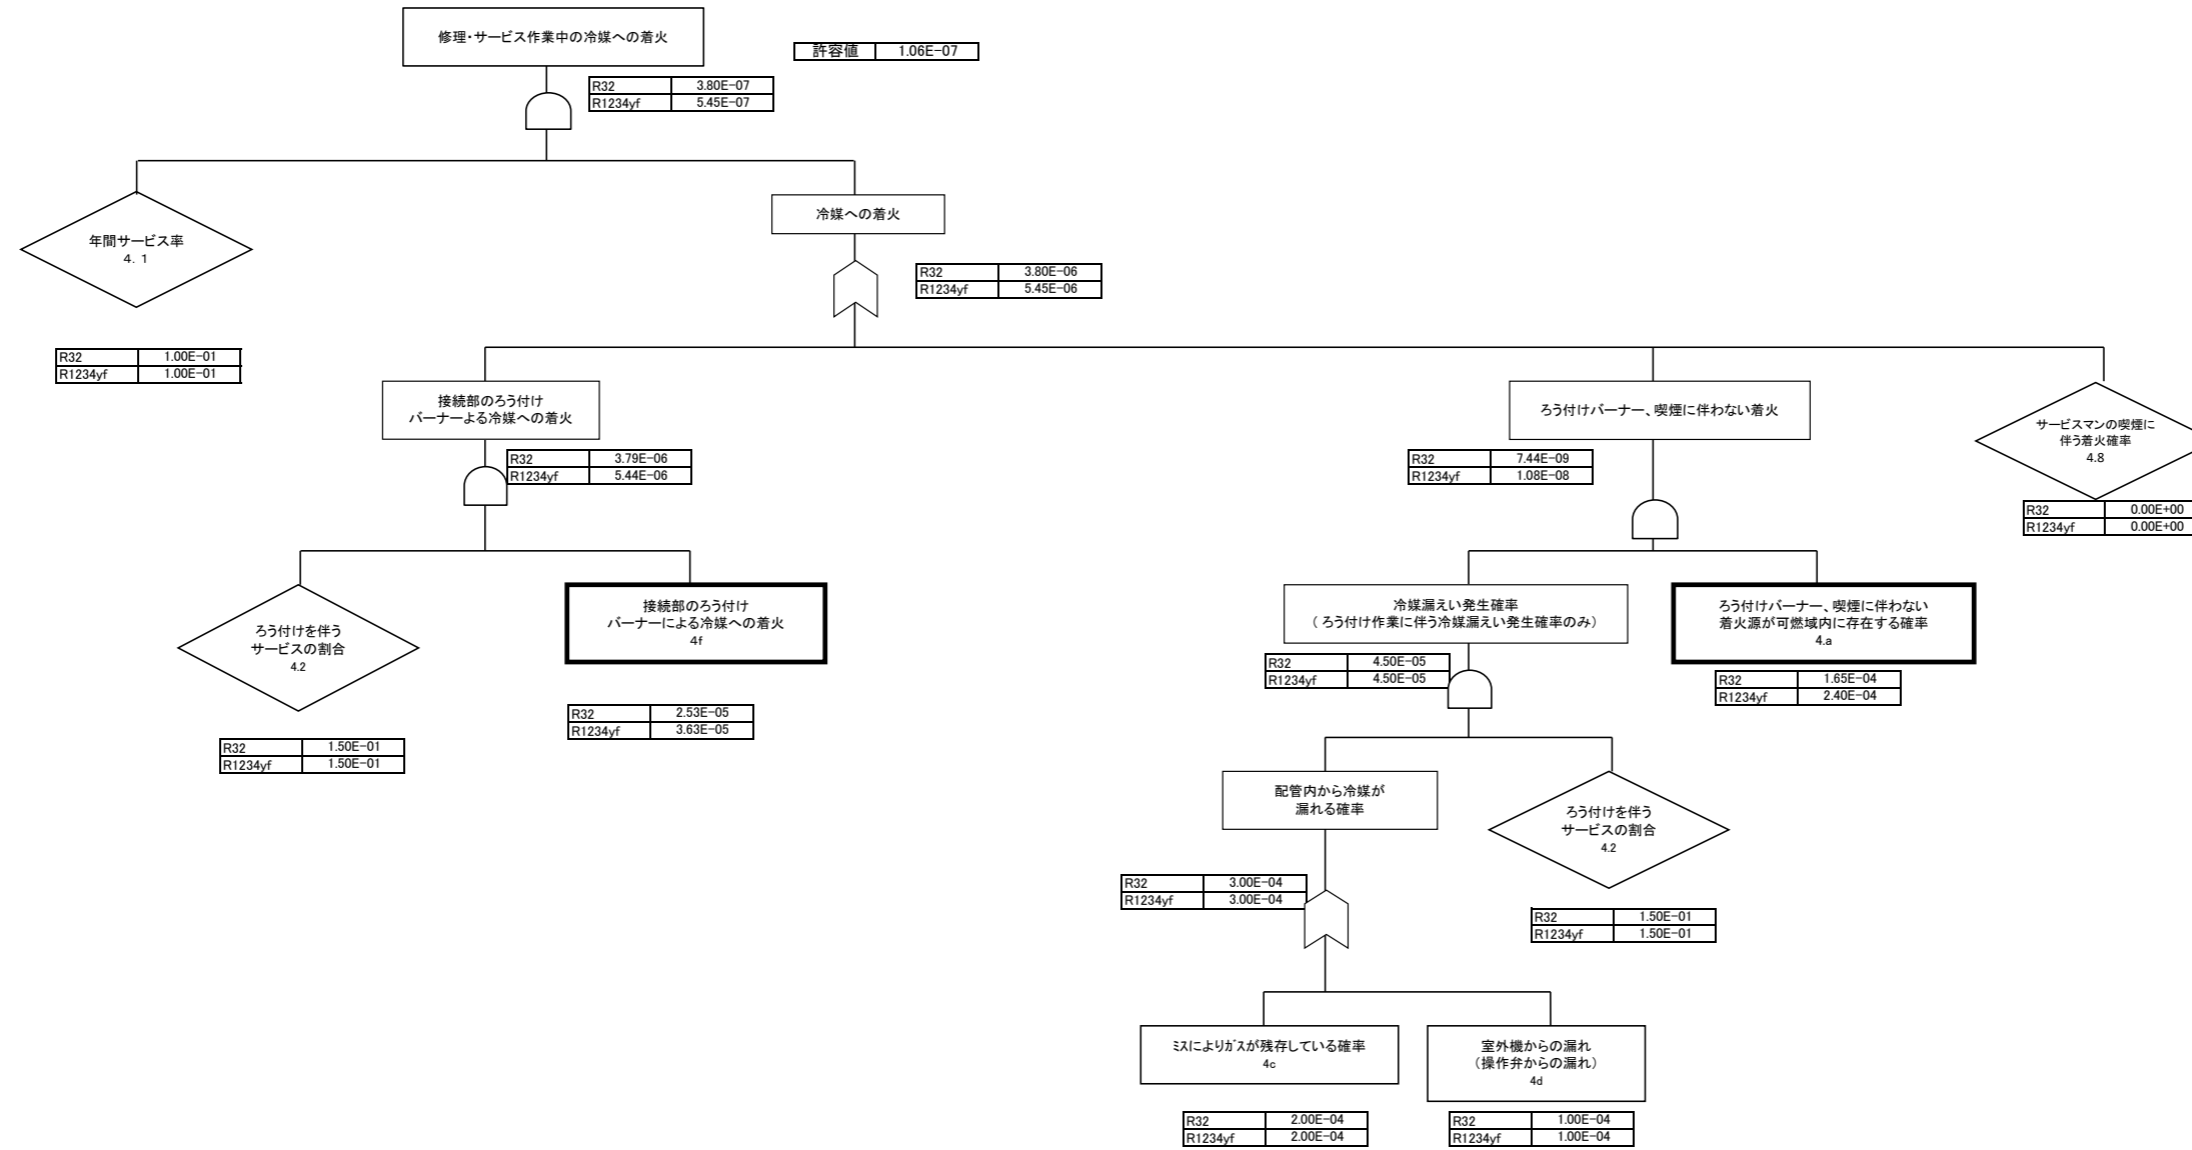 修理・サービス作業中の冷媒への着火
許容値 1.06E-07
R32 3.80E-07
R1234yf 5.45E-07
年間サービス率
4. 1
冷媒への着火
R32 3.80E-06
R1234yf 5.45E-06
R32 1.00E-01
R1234yf 1.00E-01
接続部のろう付け
バーナーよる冷媒への着火
ろう付けバーナー、喫煙に伴わない着火
サービスマンの喫煙に
伴う着火確率
4.8
R32 3.79E-06
R1234yf 5.44E-06
R32 7.44E-09
R1234yf 1.08E-08
R32 0.00E+00
R1234yf 0.00E+00
ろう付けを伴う
サービスの割合
4.2
接続部のろう付け
バーナーによる冷媒への着火
4f
冷媒漏えい発生確率
(ろう付け作業に伴う冷媒漏えい発生確率のみ)
ろう付けバーナー、喫煙に伴わない
着火源が可燃域内に存在する確率
4.a
R32 4.50E-05
R1234yf 4.50E-05
R32 1.65E-04
R1234yf 2.40E-04
R32 2.53E-05
R1234yf 3.63E-05
R32 1.50E-01
R1234yf 1.50E-01
配管内から冷媒が
漏れる確率
ろう付けを伴う
サービスの割合
4.2
R32 3.00E-04
R1234yf 3.00E-04
R32 1.50E-01
R1234yf 1.50E-01
ﾐｽによりｶﾞｽが残存している確率
4c
室外機からの漏れ
(操作弁からの漏れ)
4d
R32 2.00E-04
R1234yf 2.00E-04
R32 1.00E-04
R1234yf 1.00E-04